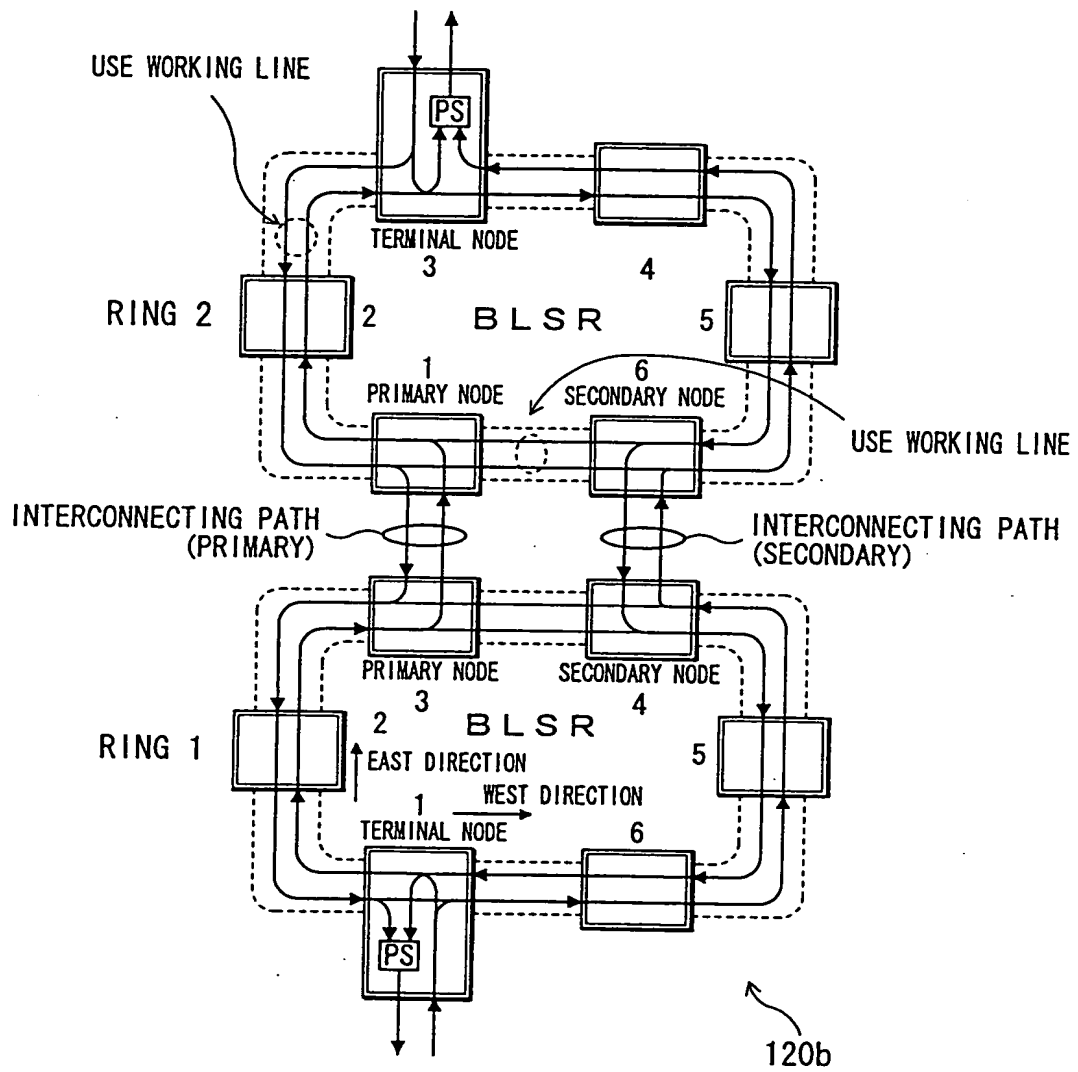 USE WORKING LINE
PS
TERMINAL NODE
3
4
RING 2
2
BLSR
5
1
PRIMARY NODE
6
SECONDARY NODE
USE WORKING LINE
INTERCONNECTING PATH
(PRIMARY)
INTERCONNECTING PATH
(SECONDARY)
PRIMARY NODE
3
SECONDARY NODE
4
RING 1
2
BLSR
5
EAST DIRECTION
WEST DIRECTION
1
TERMINAL NODE
6
PS
120b